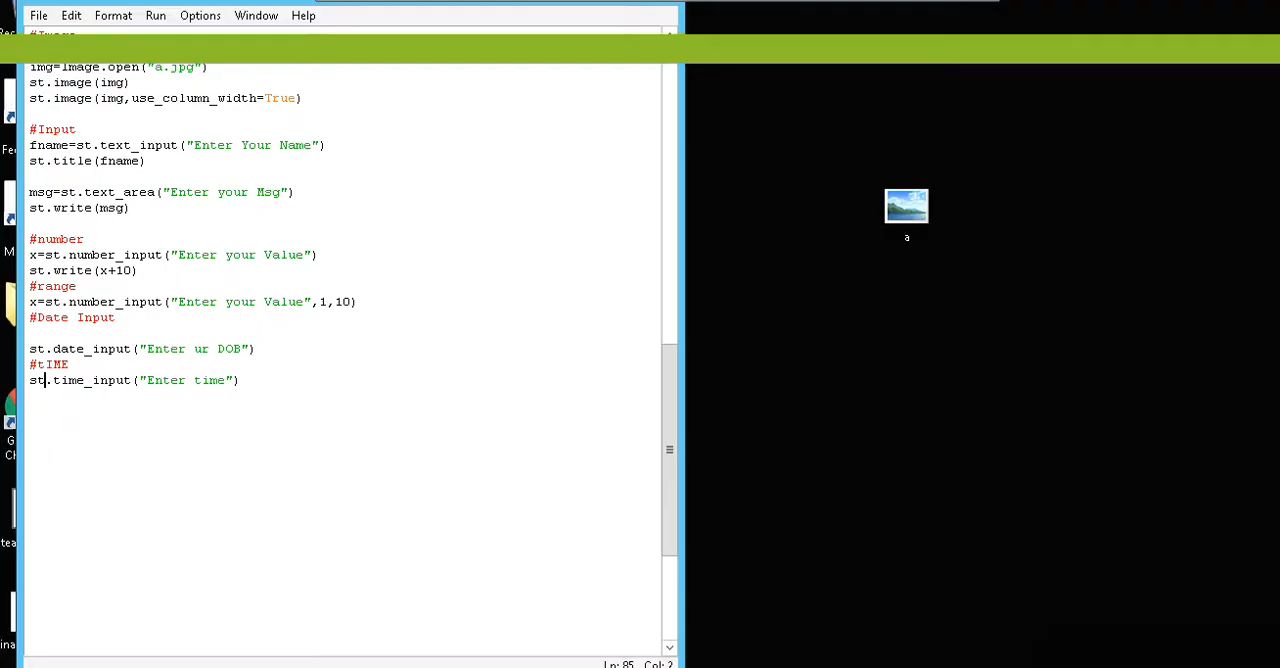 File Edit Format Run Options Window Help
img=Image.open("a.jpg")
st.image(img)
st.image(img,use_column_width=True)
#Input
fname=st.text_input("Enter Your Name")
st.title(fname)
msg=st.text_area("Enter your Msg")
st.write(msg)
#number
x=st.number_input("Enter your Value")
st.write(x+10)
#range
x=st.number_input("Enter your Value",1,10)
#Date Input
st.date_input("Enter ur DOB")
#tIME
st.time_input("Enter time")
a
Ln: 85 Col: 2